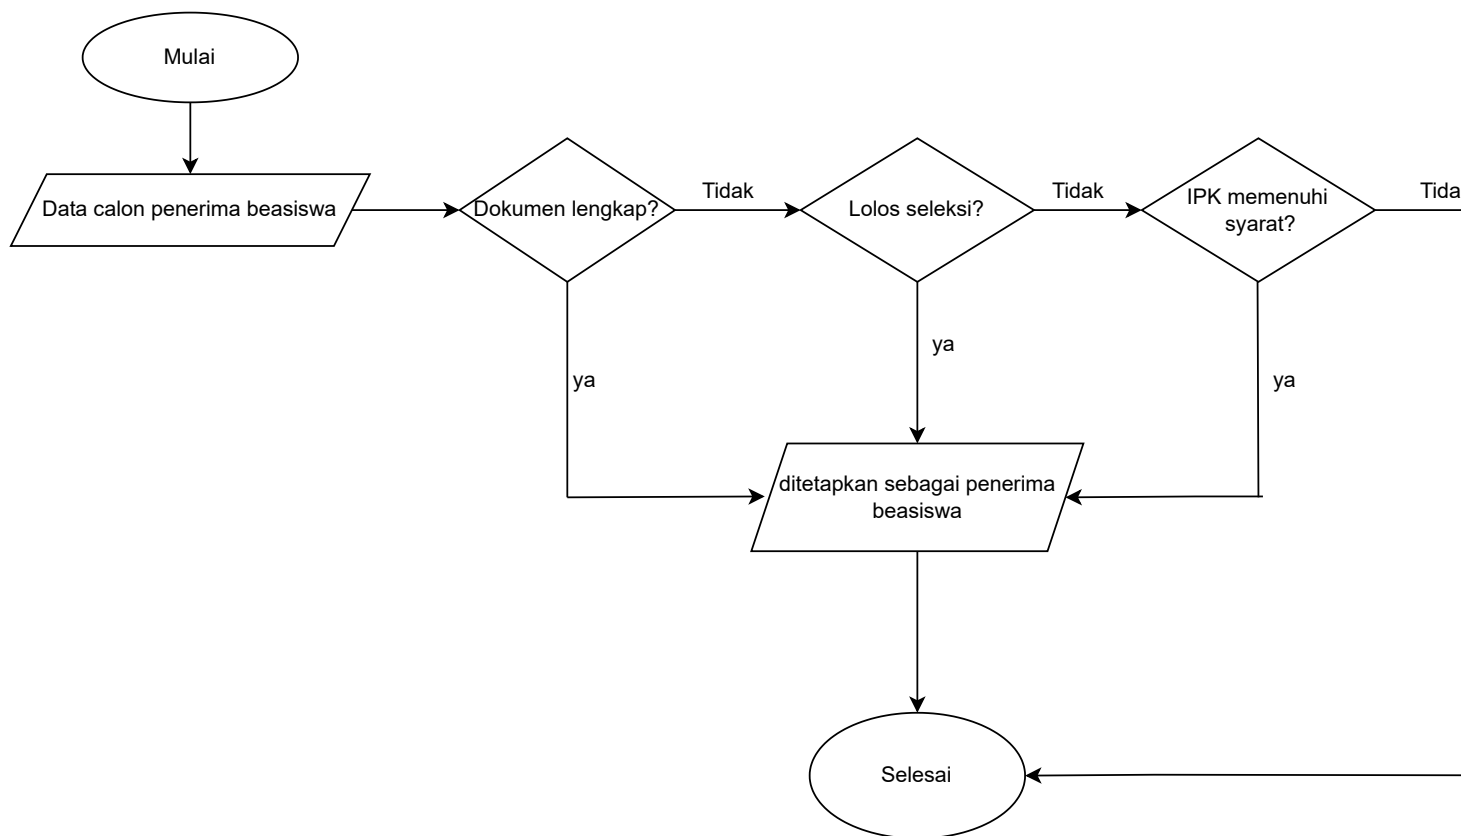 Mulai
Data calon penerima beasiswa
Dokumen lengkap?
Tidak
Lolos seleksi?
Tidak
IPK memenuhi
syarat?
Tida
ya
ya
ya
ditetapkan sebagai penerima
beasiswa
Selesai